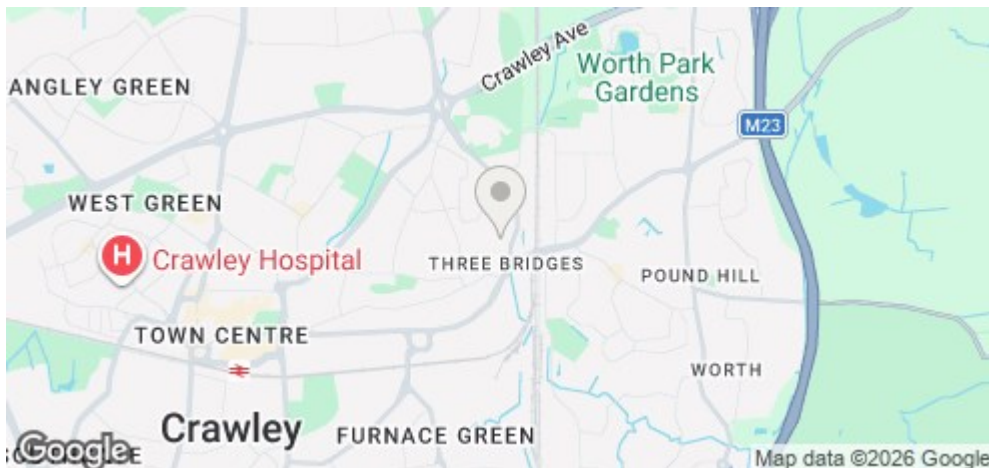 Crawley Ave
Worth Park
Gardens
ANGLEY GREEN
M23
WEST GREEN
H
Crawley Hospital
THREE BRIDGES
POUND HILL
TOWN CENTRE
WORTH
Crawley
FURNACE GREEN
Google
Map data ©2026 Google